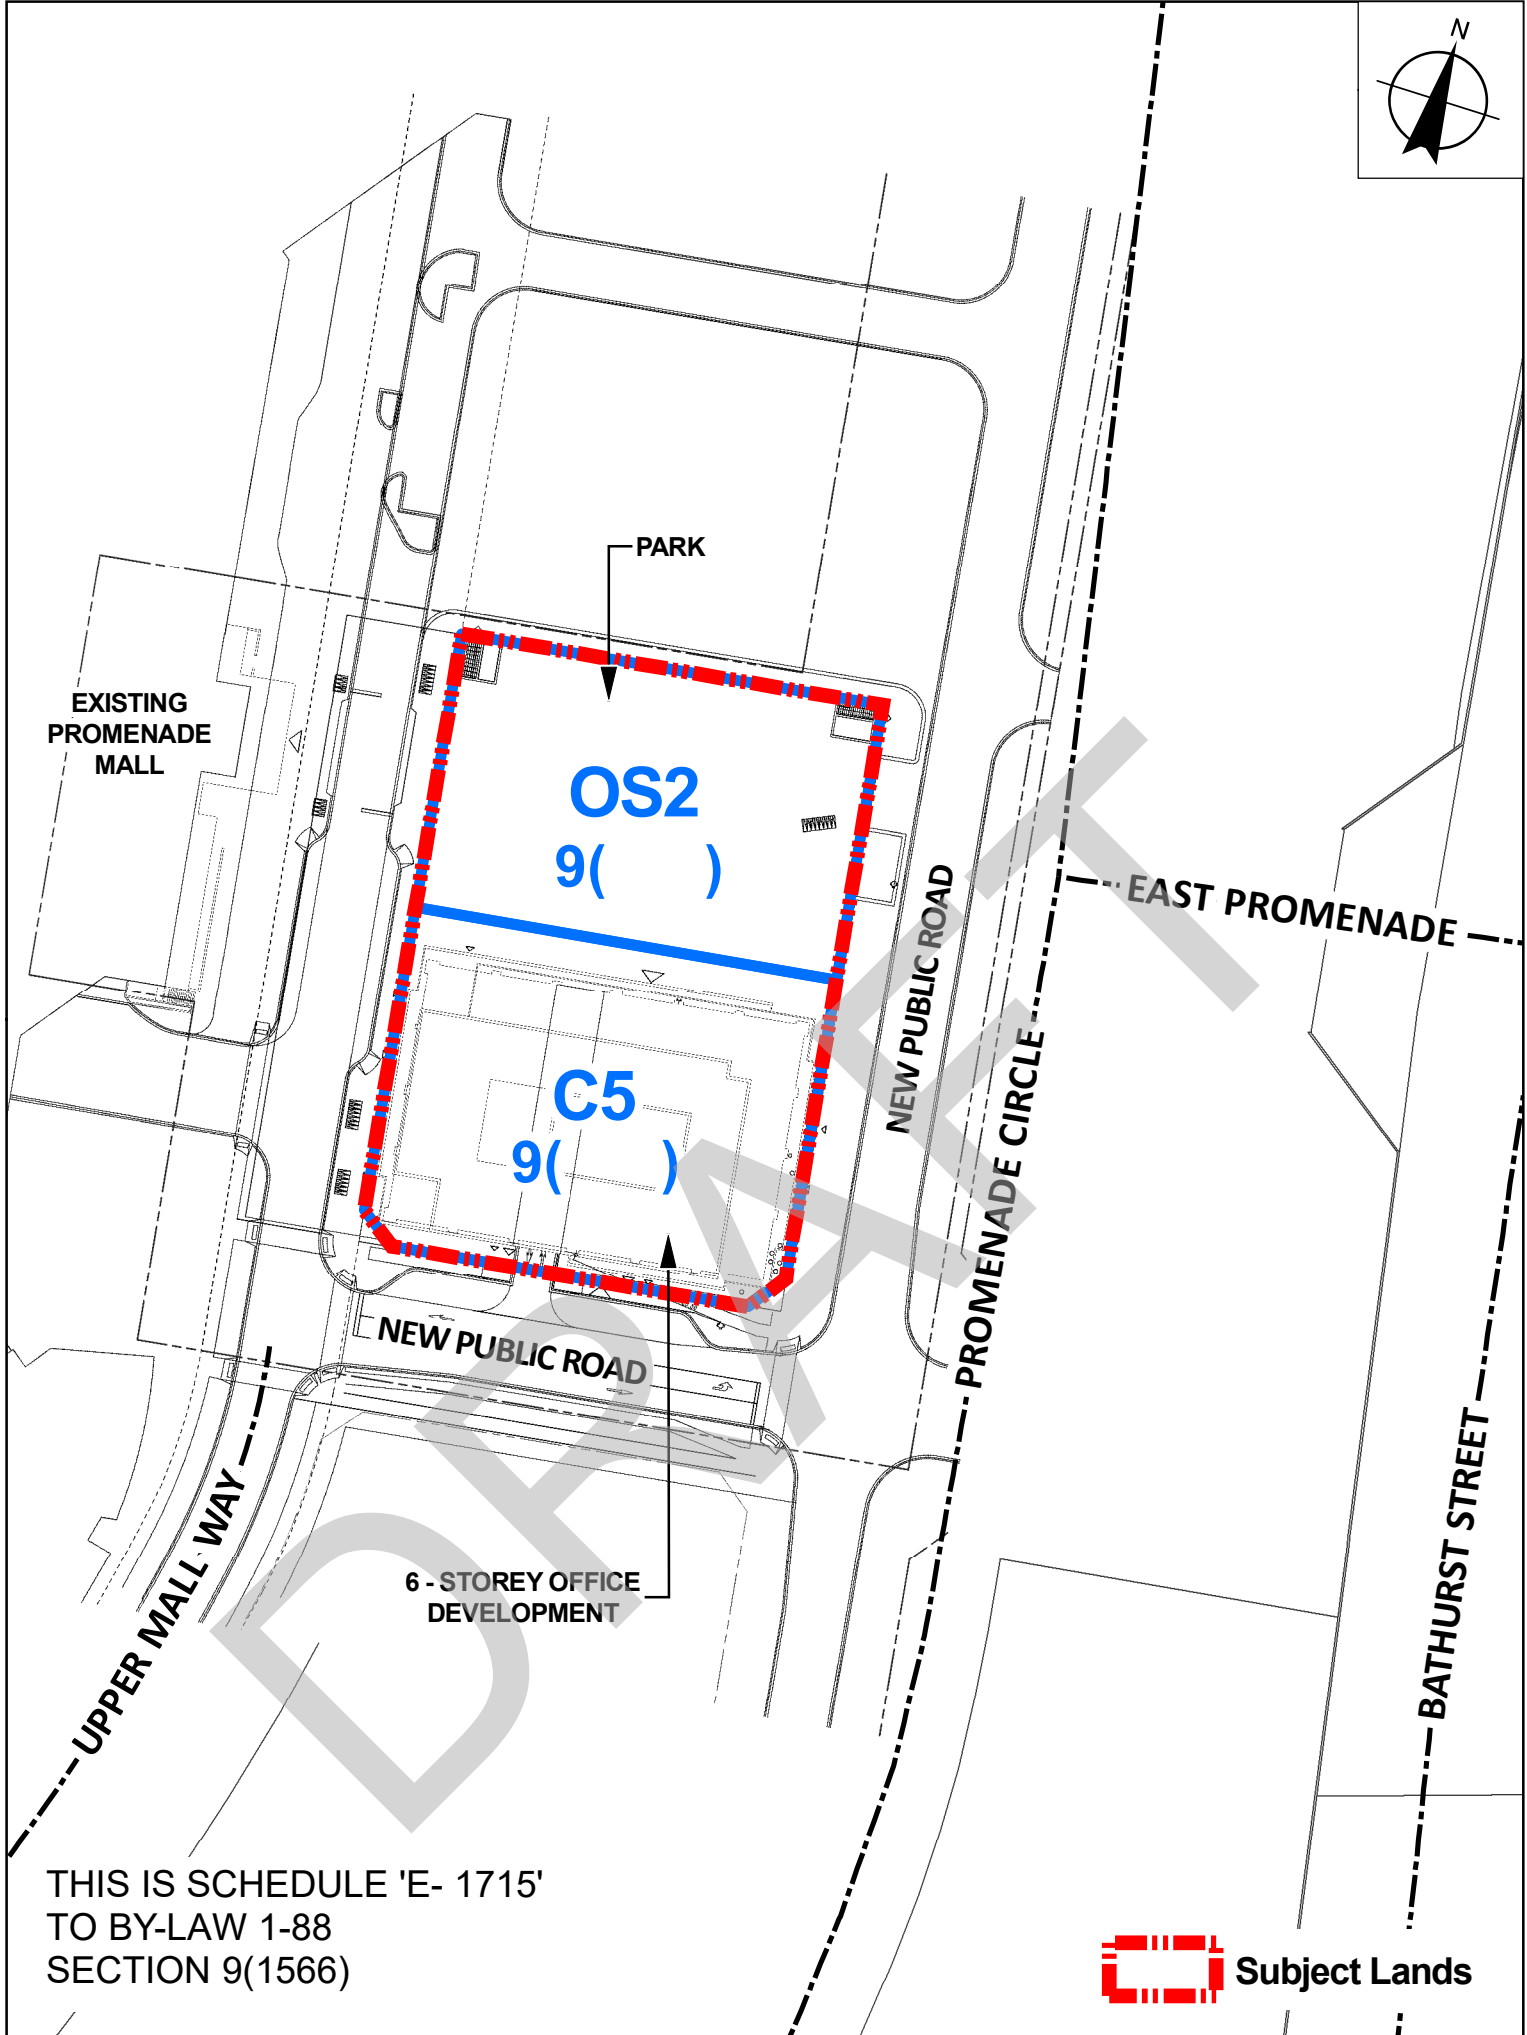 N
PARK
EXISTING
PROMENADE
MALL
OS2
9( )
EAST PROMENADE
NEW PUBLIC ROAD
PROMENADE CIRCLE
C5
9( )
NEW PUBLIC ROAD
UPPER MALL WAY
6 - STOREY OFFICE
DEVELOPMENT
BATHURST STREET
DRAFT
THIS IS SCHEDULE 'E- 1715'
TO BY-LAW 1-88
SECTION 9(1566)
Subject Lands